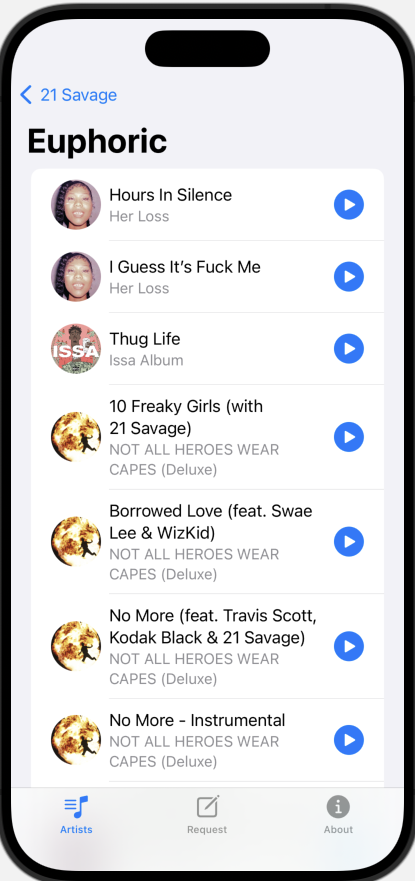 21 Savage
Euphoric
Hours In Silence
Her Loss
I Guess It's Fuck Me
Her Loss
ISSA
Thug Life
Issa Album
10 Freaky Girls (with
21 Savage)
NOT ALL HEROES WEAR
CAPES (Deluxe)
Borrowed Love (feat. Swae
Lee & WizKid)
NOT ALL HEROES WEAR
CAPES (Deluxe)
No More (feat. Travis Scott,
Kodak Black & 21 Savage)
NOT ALL HEROES WEAR
CAPES (Deluxe)
No More - Instrumental
NOT ALL HEROES WEAR
CAPES (Deluxe)
Artists
Request
About